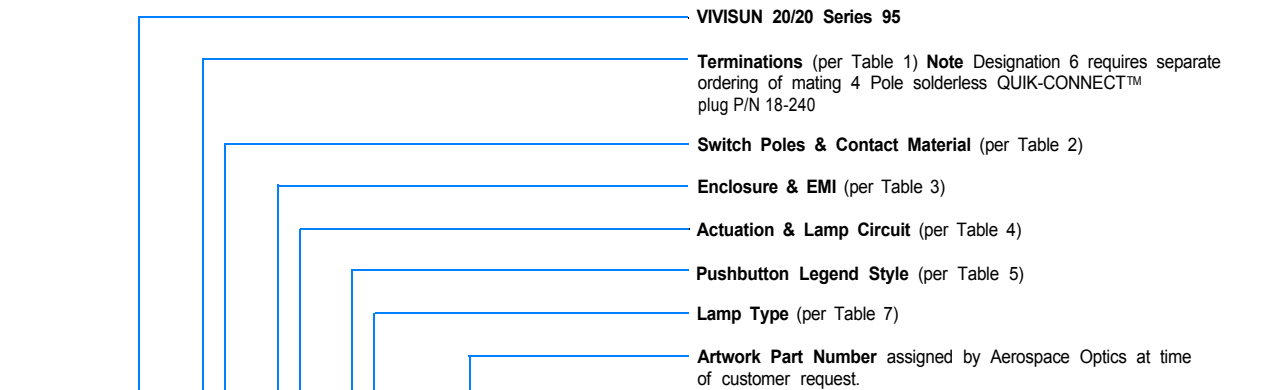 VIVISUN 20/20 Series 95
Terminations (per Table 1) Note Designation 6 requires separate
ordering of mating 4 Pole solderless QUIK-CONNECT™
plug P/N 18-240
Switch Poles & Contact Material (per Table 2)
Enclosure & EMI (per Table 3)
Actuation & Lamp Circuit (per Table 4)
Pushbutton Legend Style (per Table 5)
Lamp Type (per Table 7)
Artwork Part Number assigned by Aerospace Optics at time
of customer request.